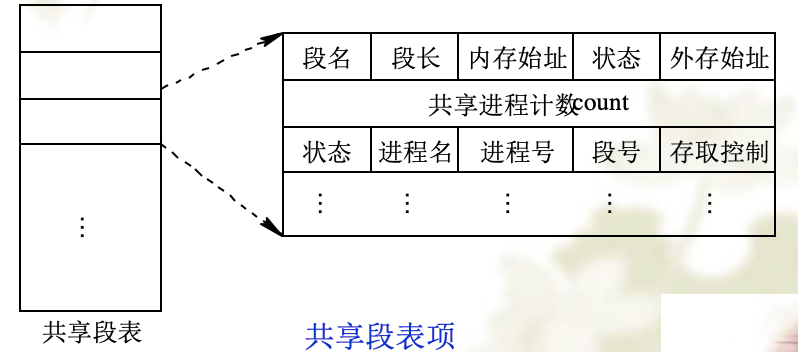 段名 段长 内存始址 状态 外存始址
共享进程计数count
状态 进程名 进程号 段号 存取控制
⋮ ⋮ ⋮ ⋮ ⋮
⋮
共享段表
共享段表项